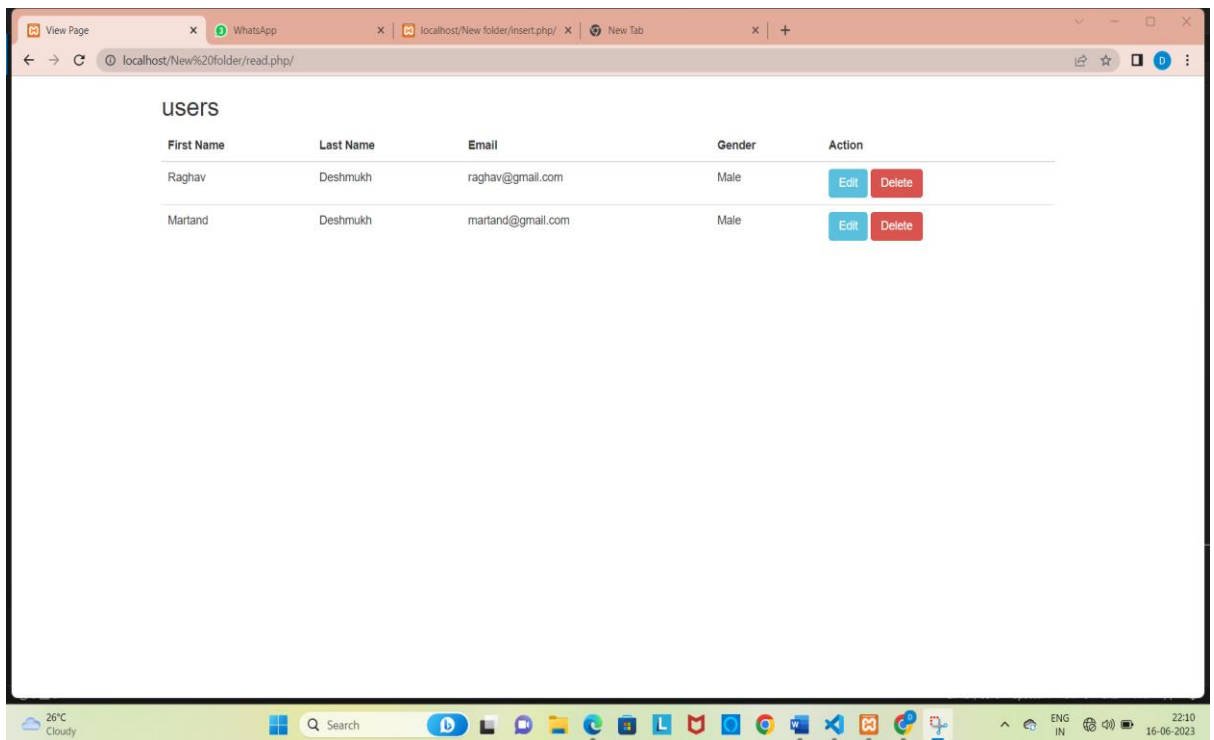 View Page WhatsApp localhost/New folder/insert.php/ New Tab
localhost/New%20folder/read.php/
D
users
First Name Last Name Email Gender Action
Raghav Deshmukh raghav@gmail.com Male Edit Delete
Martand Deshmukh martand@gmail.com Male Edit Delete
26°C
Cloudy
Search
ENG
IN
22:10
16-06-2023